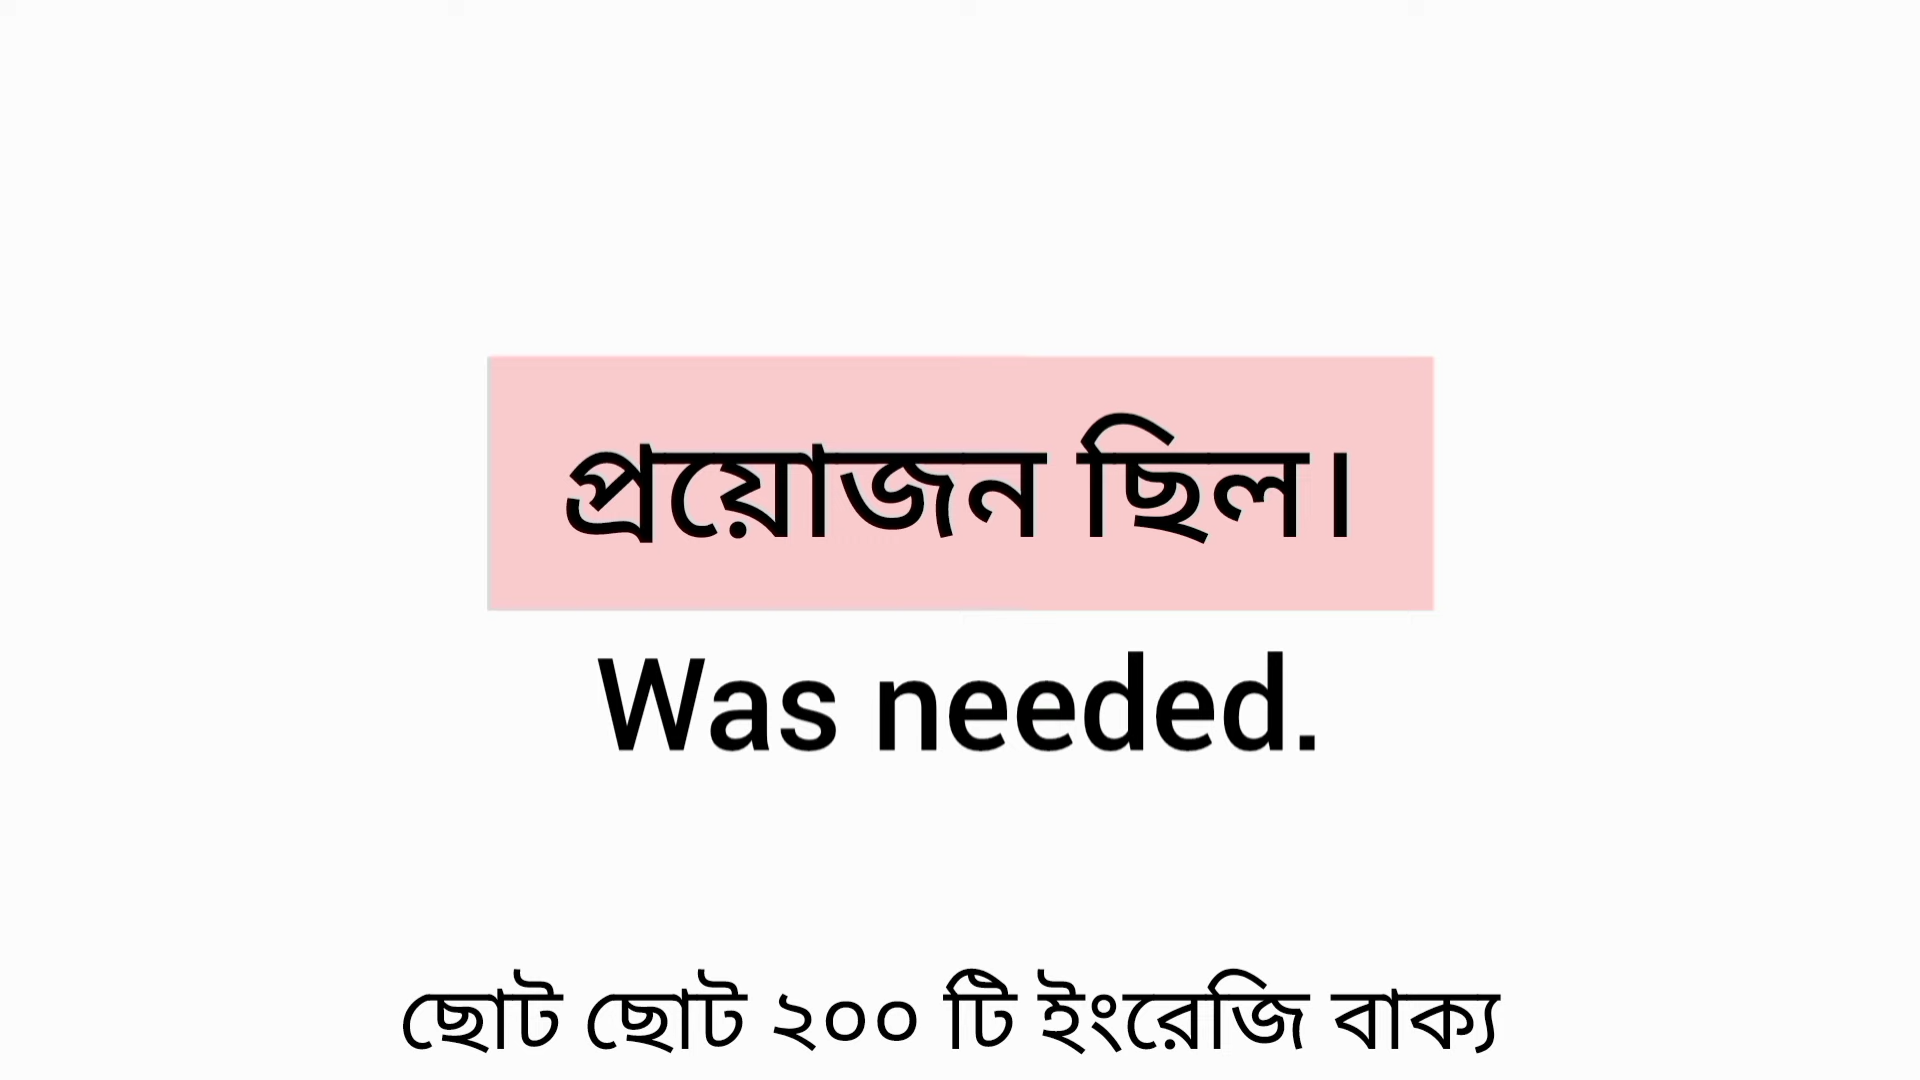 প্রয়োজন ছিল।
Was needed.
ছোট ছোট ২০০ টি ইংরেজি বাক্য